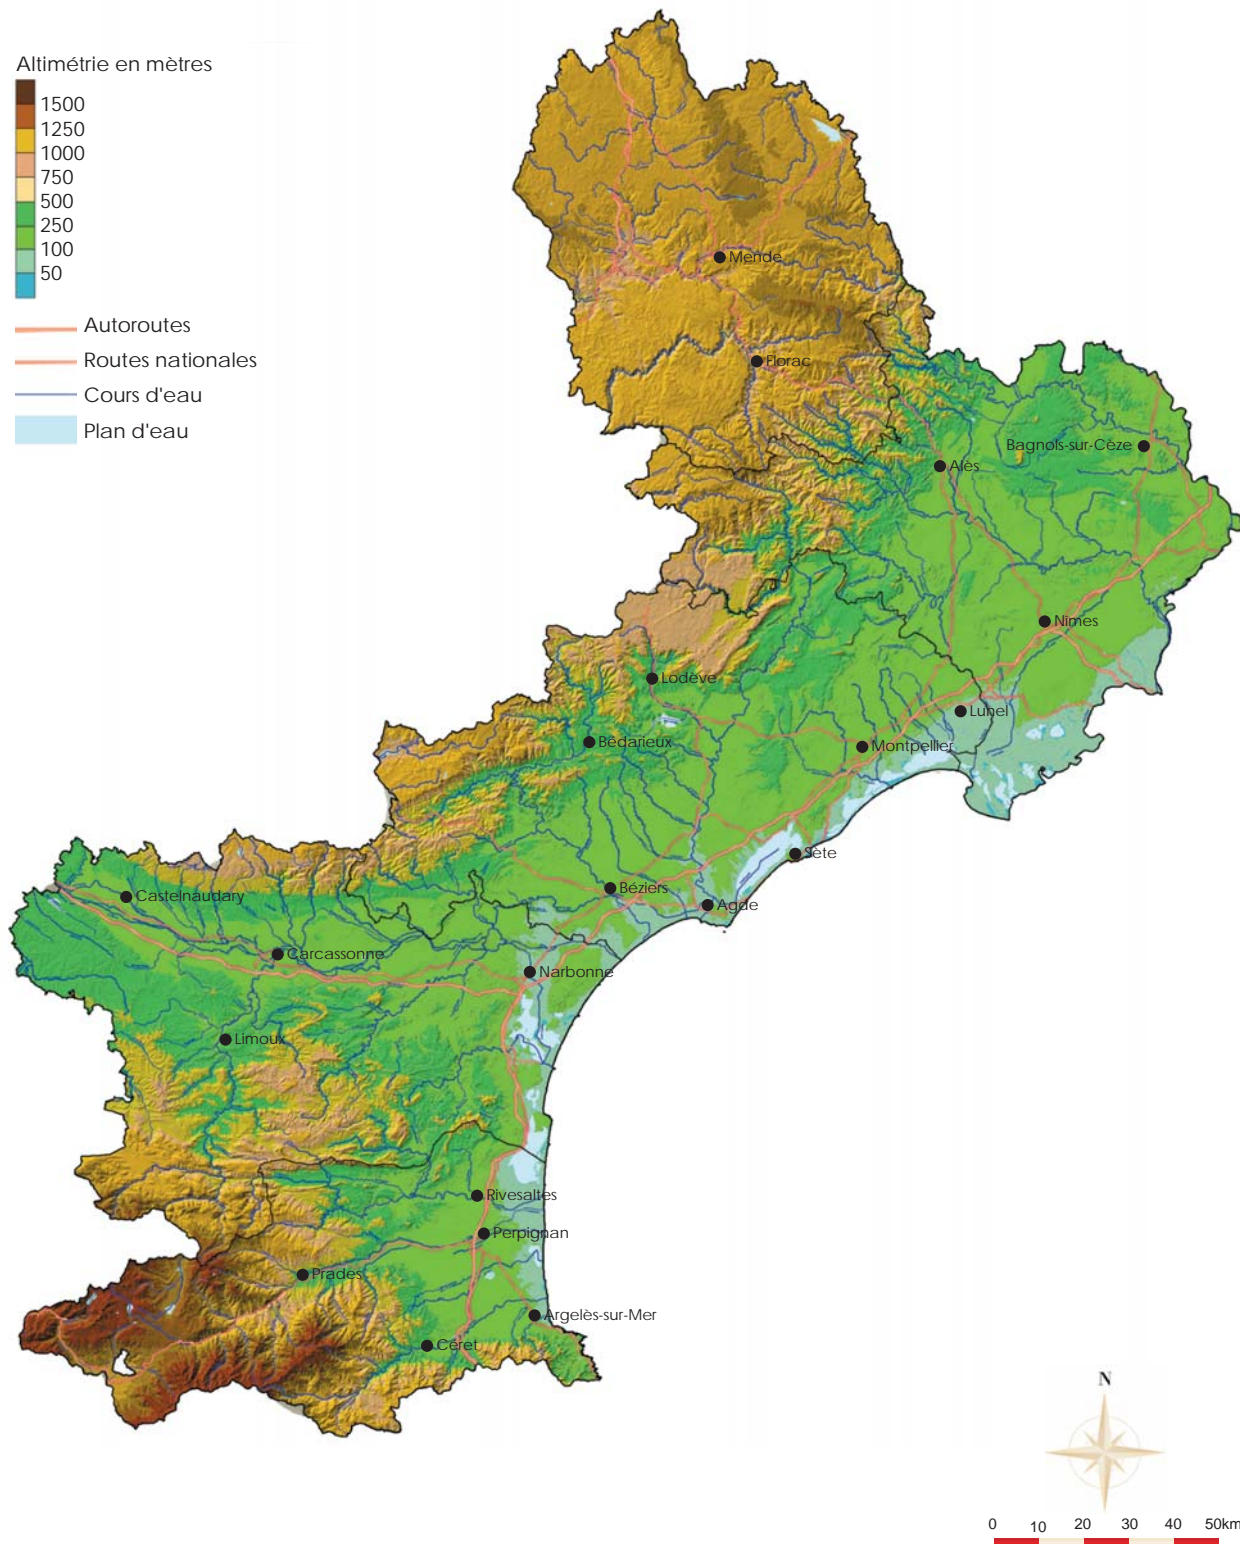 Altimétrie en mètres
1500
1250
1000
750
500
250
100
50
Autoroutes
Routes nationales
Cours d'eau
Plan d'eau
Mende
Florac
Bagnols-sur-Cèze
Alès
Nîmes
Lodève
Lunel
Bédarieux
Montpellier
Sète
Béziers
Castelnaudary
Agde
Carcassonne
Narbonne
Limoux
Rivesaltes
Perpignan
Prades
Argelès-sur-Mer
Céret
N
0 10 20 30 40 50km